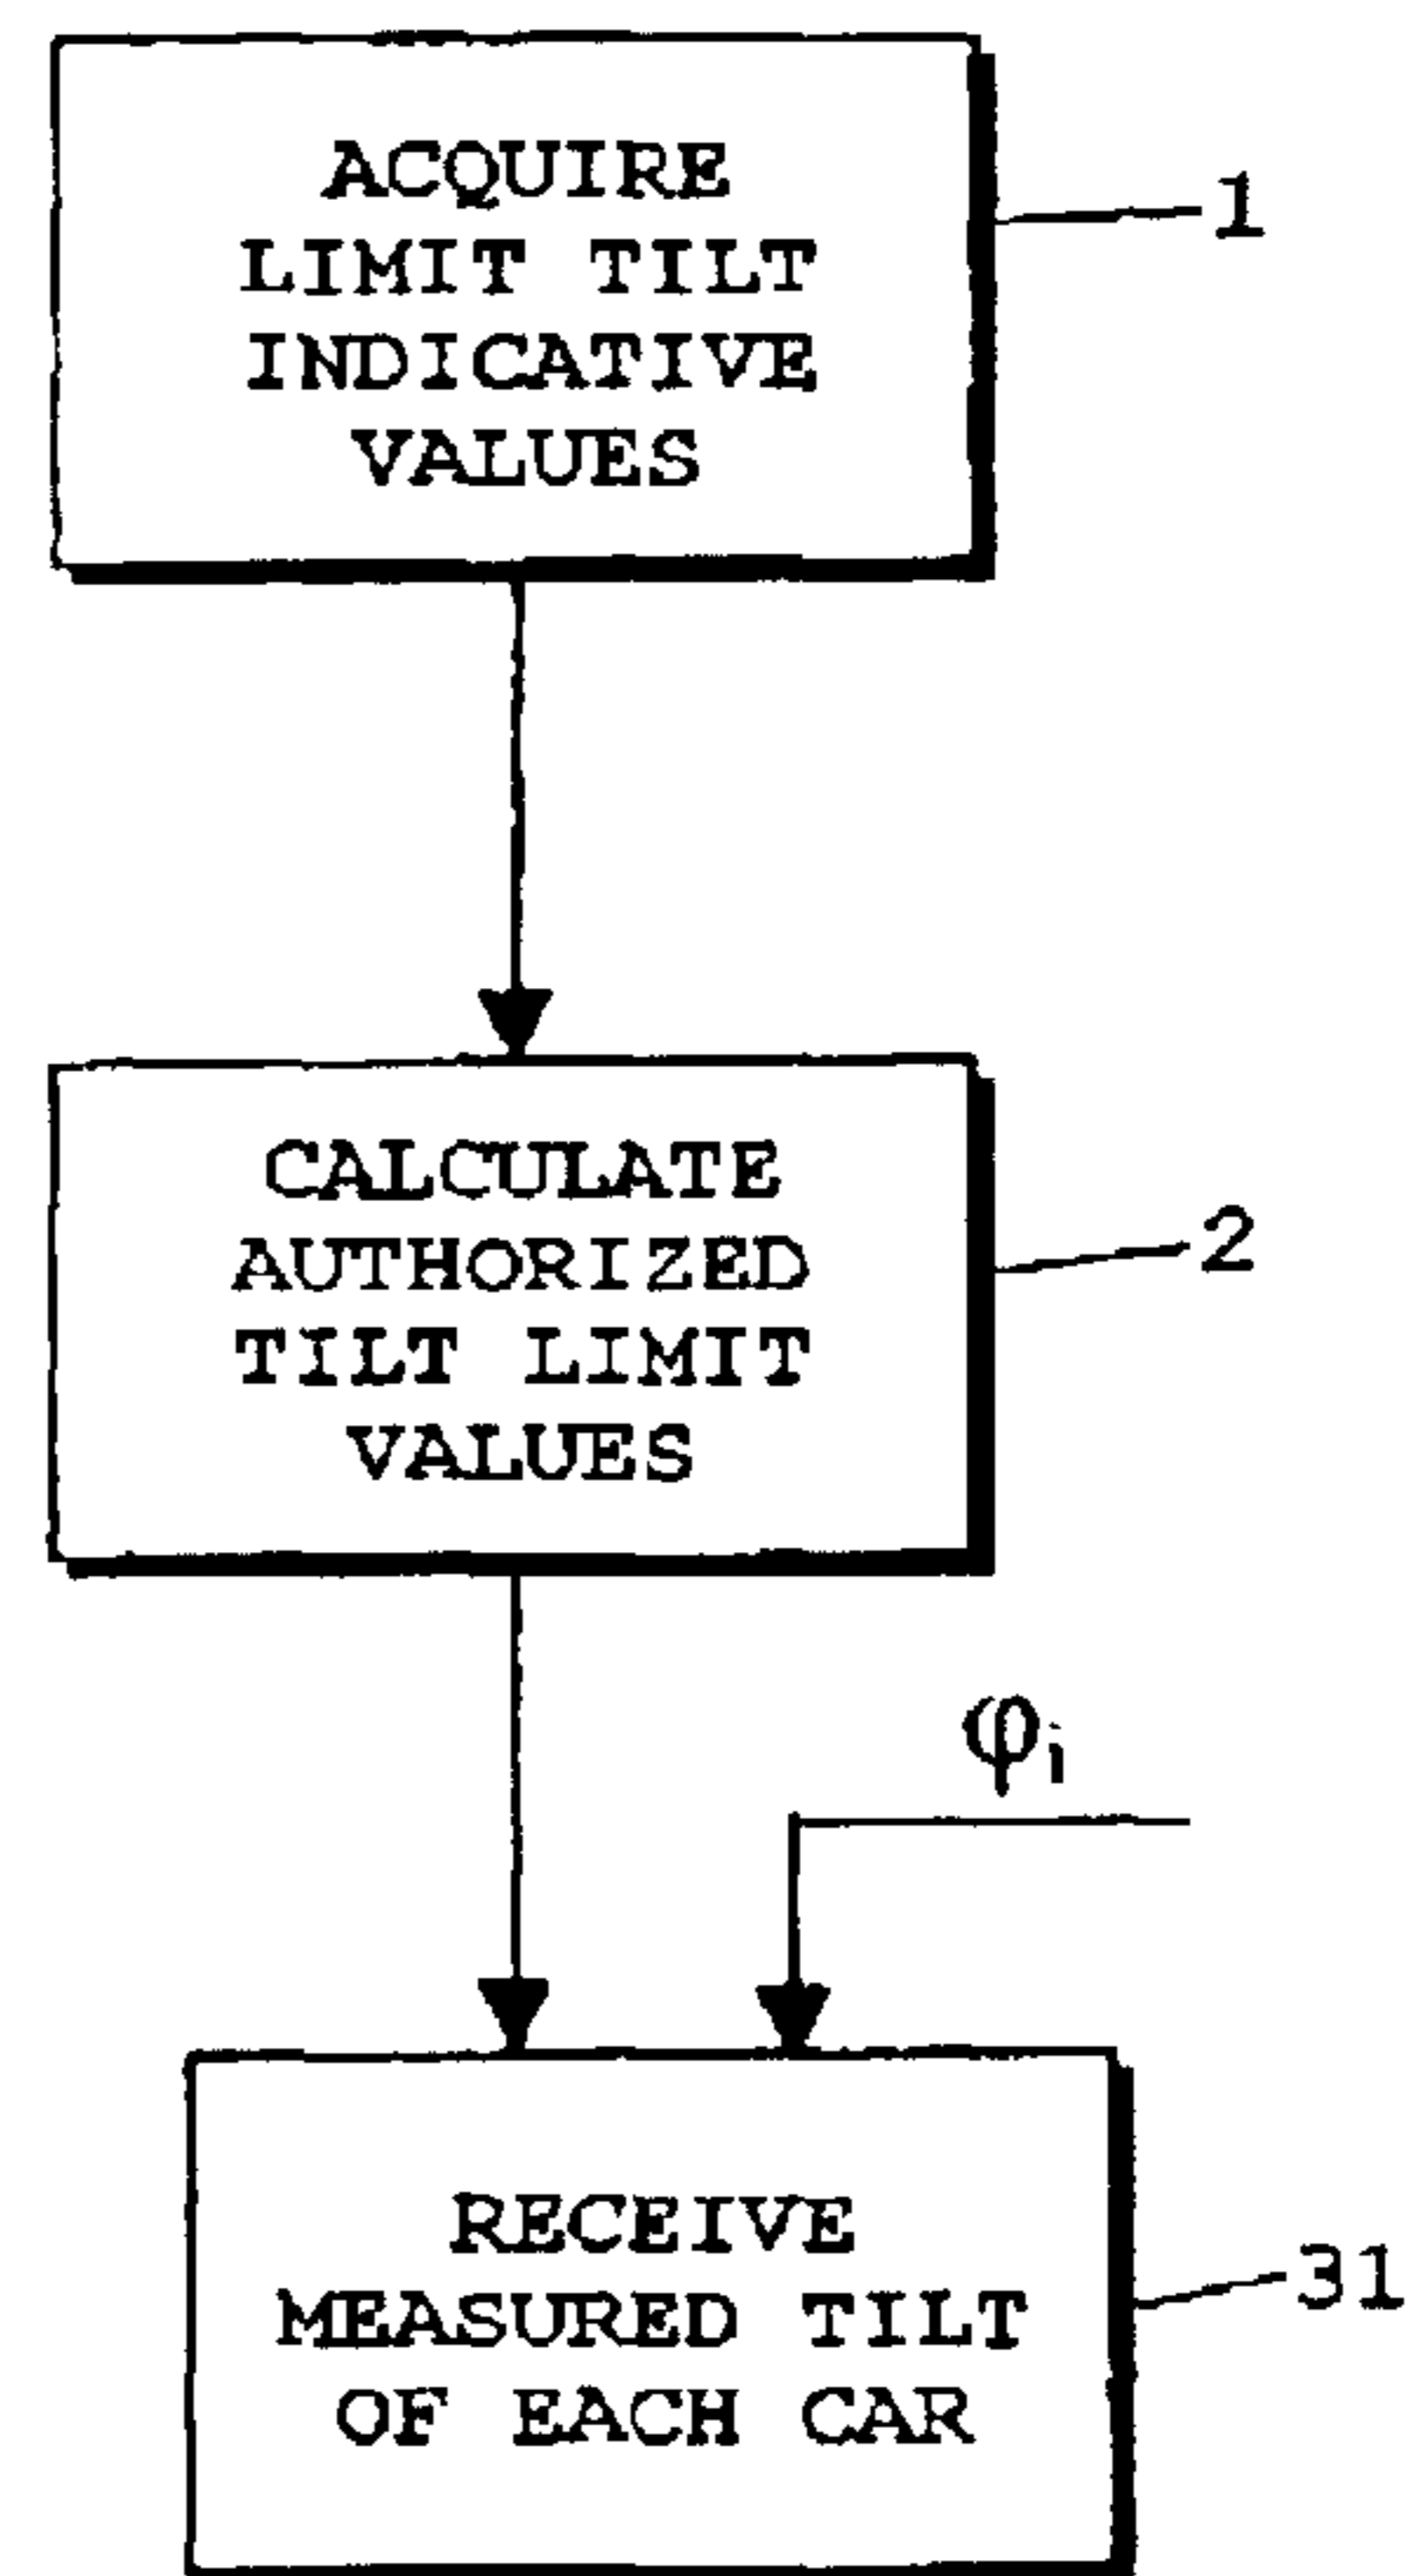 ACQUIRE
LIMIT TILT
INDICATIVE
VALUES
1
CALCULATE
AUTHORIZED
TILT LIMIT
VALUES
2
φi
RECEIVE
MEASURED TILT
OF EACH CAR
31